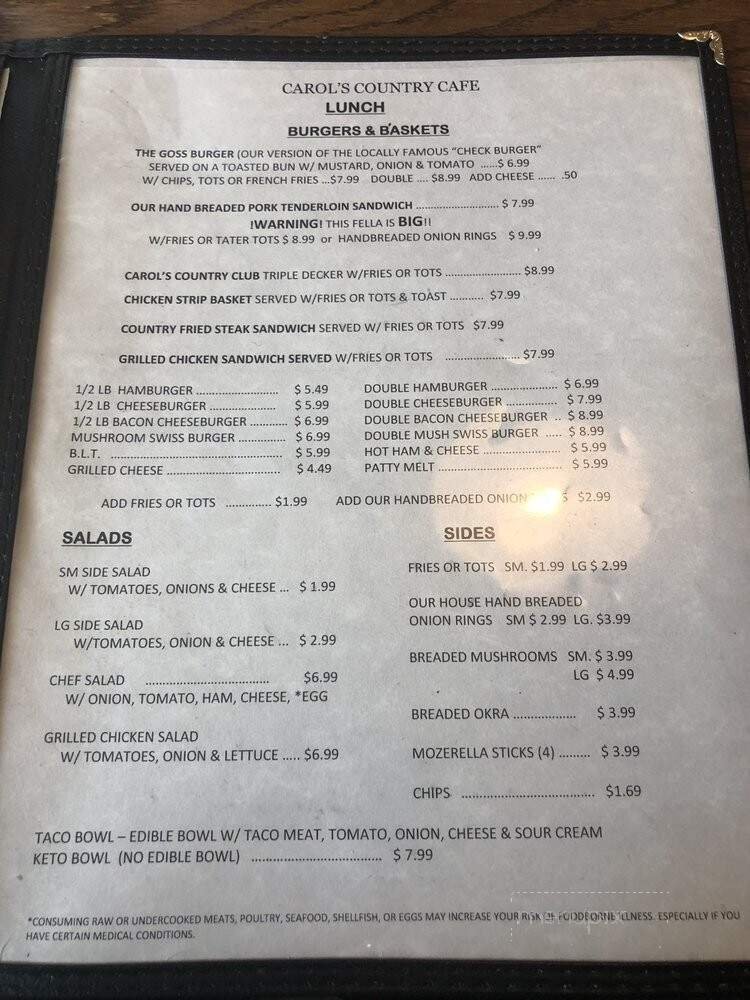 CAROL'S COUNTRY CAFE
LUNCH
BURGERS & BASKETS
THE GOSS BURGER (OUR VERSION OF THE LOCALLY FAMOUS "CHECK BURGER"
SERVED ON A TOASTED BUN W/ MUSTARD, ONION & TOMATO ......$ 6.99
W/ CHIPS, TOTS OR FRENCH FRIES ...$7.99 DOUBLE .... $8.99 ADD CHEESE ...... .50
OUR HAND BREADED PORK TENDERLOIN SANDWICH ............................ $ 7.99
!WARNING! THIS FELLA IS BIG!!
W/FRIES OR TATER TOTS $ 8.99 or HANDBREADED ONION RINGS $ 9.99
CAROL'S COUNTRY CLUB TRIPLE DECKER W/FRIES OR TOTS ......................... $8.99
CHICKEN STRIP BASKET SERVED W/FRIES OR TOTS & TOAST ........... $7.99
COUNTRY FRIED STEAK SANDWICH SERVED W/ FRIES OR TOTS $7.99
GRILLED CHICKEN SANDWICH SERVED W/FRIES OR TOTS ......................... $7.99
1/2 LB HAMBURGER ............................ $ 5.49
1/2 LB CHEESEBURGER ...................... $ 5.99
1/2 LB BACON CHEESEBURGER ............ $ 6.99
MUSHROOM SWISS BURGER ................ $ 6.99
B.L.T. ......................................................... $ 5.99
GRILLED CHEESE ...................................... $ 4.49
DOUBLE HAMBURGER ...................... $ 6.99
DOUBLE CHEESEBURGER ................. $ 7.99
DOUBLE BACON CHEESEBURGER .. $ 8.99
DOUBLE MUSH SWISS BURGER ..... $ 8.99
HOT HAM & CHEESE .......................... $ 5.99
PATTY MELT ......................................... $ 5.99
ADD FRIES OR TOTS .............. $1.99 ADD OUR HANDBREADED ONION S $2.99
SALADS
SM SIDE SALAD
W/ TOMATOES, ONIONS & CHEESE ... $ 1.99
LG SIDE SALAD
W/TOMATOES, ONION & CHEESE ... $ 2.99
CHEF SALAD ..................................... $6.99
W/ ONION, TOMATO, HAM, CHEESE, *EGG
GRILLED CHICKEN SALAD
W/ TOMATOES, ONION & LETTUCE ..... $6.99
SIDES
FRIES OR TOTS SM. $1.99 LG $ 2.99
OUR HOUSE HAND BREADED
ONION RINGS SM $ 2.99 LG. $3.99
BREADED MUSHROOMS SM. $ 3.99
LG $ 4.99
BREADED OKRA .................. $ 3.99
MOZERELLA STICKS (4) ......... $ 3.99
CHIPS ...................................... $1.69
TACO BOWL – EDIBLE BOWL W/ TACO MEAT, TOMATO, ONION, CHEESE & SOUR CREAM
KETO BOWL (NO EDIBLE BOWL) ..................................... $ 7.99
*CONSUMING RAW OR UNDERCOOKED MEATS, POULTRY, SEAFOOD, SHELLFISH, OR EGGS MAY INCREASE YOUR RISK OF FOODBORNE ILLNESS. ESPECIALLY IF YOU
HAVE CERTAIN MEDICAL CONDITIONS.